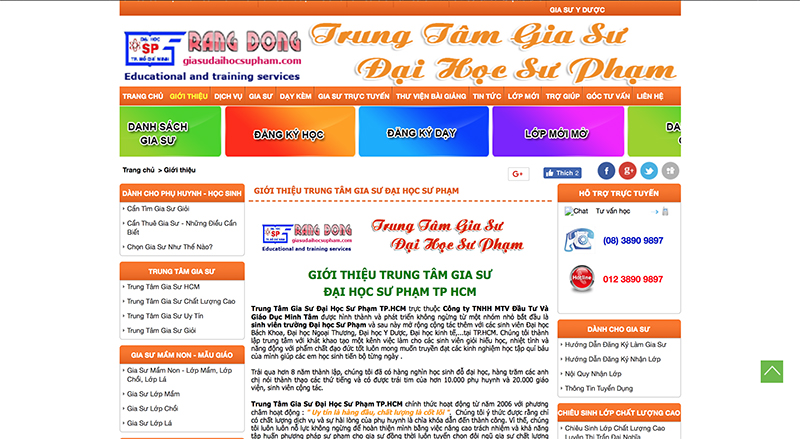 GIA SƯ Y DƯỢC
ĐẠI HỌC
SP
TP. HỒ CHÍ MINH
RANG DONG
giasudaihocsupham.com
Educational and training services
Trung Tâm Gia Sư
Đại Học Sư Phạm
TRANG CHỦ GIỚI THIỆU DỊCH VỤ GIA SƯ DẠY KÈM GIA SƯ TRỰC TUYẾN THƯ VIỆN BÀI GIẢNG TIN TỨC LỚP MỚI TRỢ GIÚP GÓC TƯ VẤN LIÊN HỆ
DANH SÁCH
GIA SƯ
ĐĂNG KÝ HỌC
ĐĂNG KÝ DẠY
LỚP MỚI MỞ
DAN
G
Trang chủ > Giới thiệu
G+
Thích 2
DÀNH CHO PHỤ HUYNH - HỌC SINH
Cần Tìm Gia Sư Giỏi
Cần Thuê Gia Sư - Những Điều Cần
Biết
Chọn Gia Sư Như Thế Nào?
TRUNG TÂM GIA SƯ
Trung Tâm Gia Sư HCM
Trung Tâm Gia Sư Chất Lượng Cao
Trung Tâm Gia Sư Uy Tín
Trung Tâm Gia Sư Giỏi
GIA SƯ MẦM NON - MẪU GIÁO
Gia Sư Mầm Non - Lớp Mầm,
Lớp Chồi, Lớp Lá
Gia Sư Lớp Mầm
Gia Sư Lớp Chồi
Gia Sư Lớp Lá
GIỚI THIỆU TRUNG TÂM GIA SƯ ĐẠI HỌC SƯ PHẠM
SP
RANG DONG
giasudaihocsupham.com
Educational and training services
Trung Tâm Gia Sư
Đại Học Sư Phạm
GIỚI THIỆU TRUNG TÂM GIA SƯ
ĐẠI HỌC SƯ PHẠM TP HCM
Trung Tâm Gia Sư Đại Học Sư Phạm TP.HCM trực thuộc Công ty TNHH MTV Đầu Tư Và
Giáo Dục Minh Tâm được hình thành và phát triển không ngừng từ một nhóm nhỏ bắt đầu là
sinh viên trường Đại học Sư Phạm và sau này mở rộng cộng tác thêm với các sinh viên Đại học
Bách Khoa, Đại học Ngoại Thương, Đại học Y Dược, Đại học kinh tế,....tại TP.HCM. Chúng tôi thành
lập trung tâm với khát khao tạo một kênh việc làm cho các sinh viên giỏi hiếu học, nhiệt tình và
năng động với phẩm chất đạo đức tốt luôn mong muốn truyền đạt các kinh nghiệm học tập quí báu
của mình giúp các em học sinh tiến bộ từng ngày .
Trải qua hơn 8 năm thành lập, chúng tôi đã có hàng nghìn học sinh đỗ đại học, hàng trăm các anh
chị nói thành thạo các thứ tiếng và có được trái tim của hơn 10.000 phụ huynh và 20.000 giáo
viên, sinh viên cộng tác.
Trung Tâm Gia Sư Đại Học Sư Phạm TP.HCM chính thức hoạt động từ năm 2006 với phương
châm hoạt động : " Uy tín là hàng đầu, chất lượng là cốt lõi ". Chúng tôi ý thức được rằng chỉ
có chất lượng dịch vụ và sự hài lòng của phụ huynh là chìa khóa dẫn đến thành công. Vì thế, chúng
tôi luôn luôn nỗ lực không ngừng để hoàn thiện mình bằng việc nâng cao trách nhiệm và khả năng
tập huấn phương pháp sư phạm cho gia sư đồng thời luôn tuyển chọn đội ngũ gia sư chất lượng
HỖ TRỢ TRỰC TUYẾN
Chat Tư vấn học
(08) 3890 9897
Hotline
012 3890 9897
DÀNH CHO GIA SƯ
Hướng Dẫn Đăng Ký Làm Gia Sư
Hướng Dẫn Đăng Ký Nhận Lớp
Nội Quy Nhận Lớp
Thông Tin Tuyển Dụng
CHIÊU SINH LỚP CHẤT LƯỢNG CAO
Chiêu Sinh Lớp Chất Lượng Cao
Luyện Thi Trần Đại Nghĩa